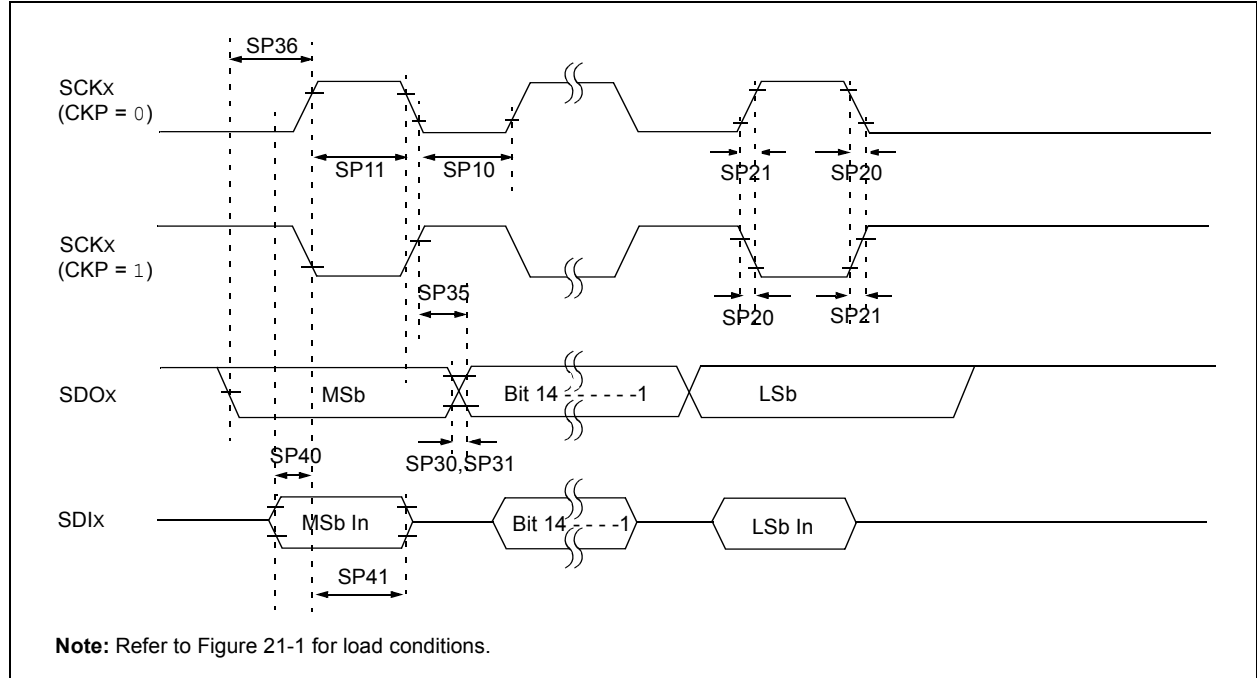 SP36
SCKx
(CKP = 0)
SP11
SP10
SP21
SP20
SCKx
(CKP = 1)
SP35
SP20
SP21
SDOx
MSb
Bit 14 - - - - - -1
LSb
SP40
SP30,SP31
SDIx
MSb In
Bit 14 - - - -1
LSb In
SP41
Note: Refer to Figure 21-1 for load conditions.